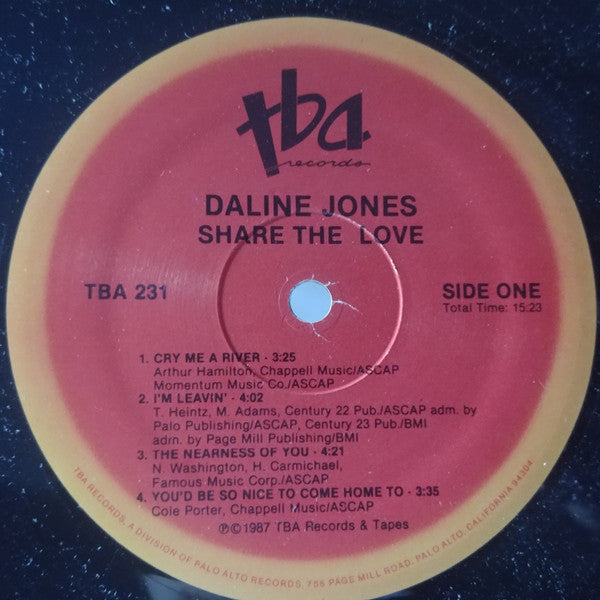 tba
records
DALINE JONES
SHARE THE LOVE
TBA 231
SIDE ONE
Total Time: 15:23
1. CRY ME A RIVER - 3:25
Arthur Hamilton, Chappell Music/ASCAP
Momentum Music Co./ASCAP
2. I'M LEAVIN' - 4:02
T. Heintz, M. Adams, Century 22 Pub./ASCAP adm. by
Palo Publishing/ASCAP, Century 23 Pub./BMI
adm. by Page Mill Publishing/BMI
3. THE NEARNESS OF YOU - 4:21
N. Washington, H. Carmichael,
Famous Music Corp./ASCAP
4. YOU'D BE SO NICE TO COME HOME TO - 3:35
Cole Porter, Chappell Music/ASCAP
℗©1987 TBA Records & Tapes
TBA RECORDS, A DIVISION OF PALO ALTO RECORDS, 755 PAGE MILL ROAD, PALO ALTO, CALIFORNIA 94304